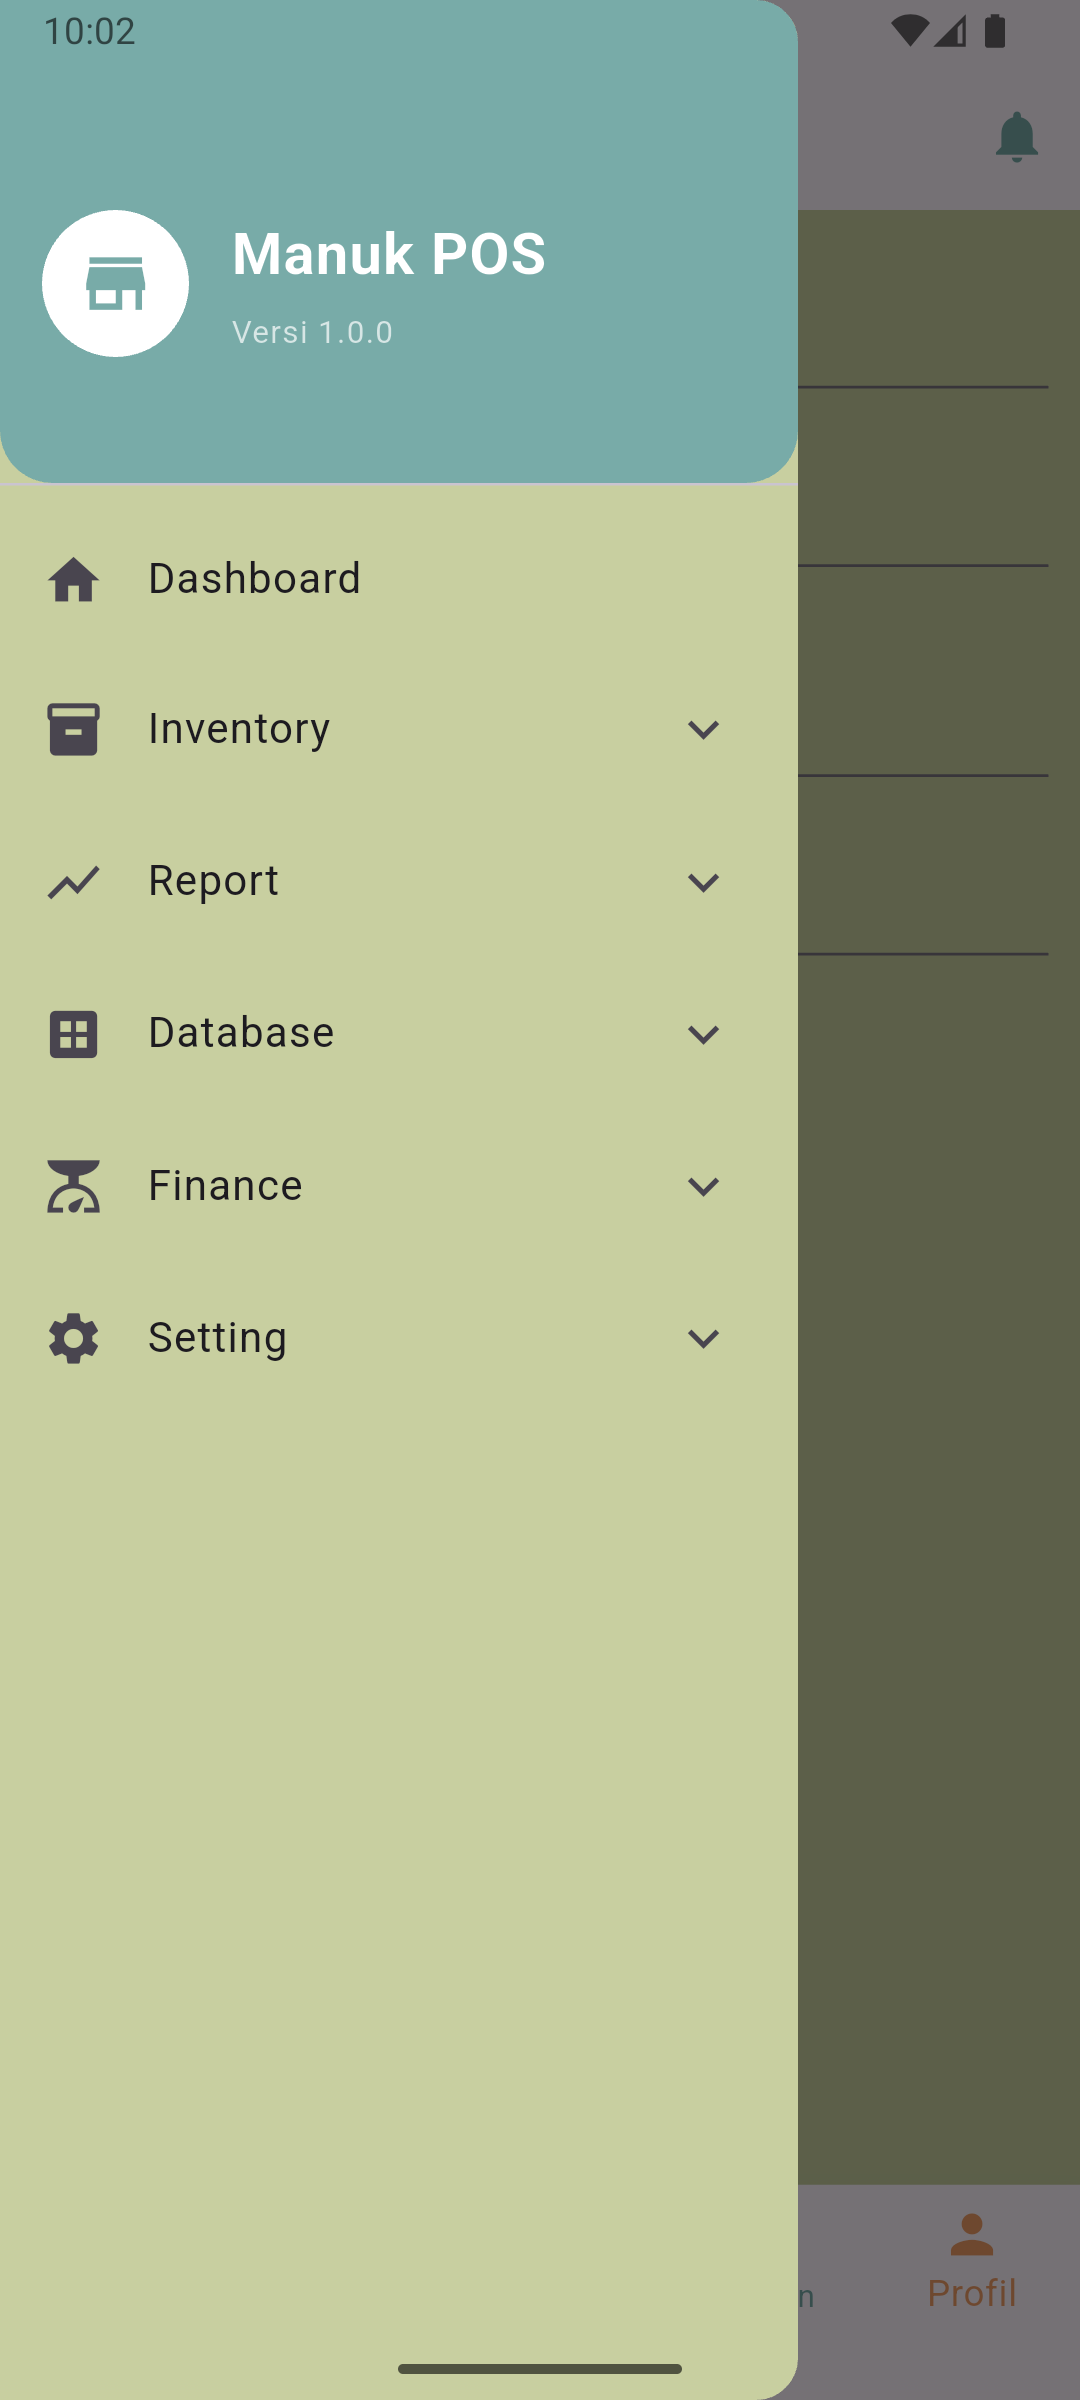 10:02
Manuk POS
Versi 1.0.0
Dashboard
Inventory
Report
Database
Finance
Setting
n
Profil